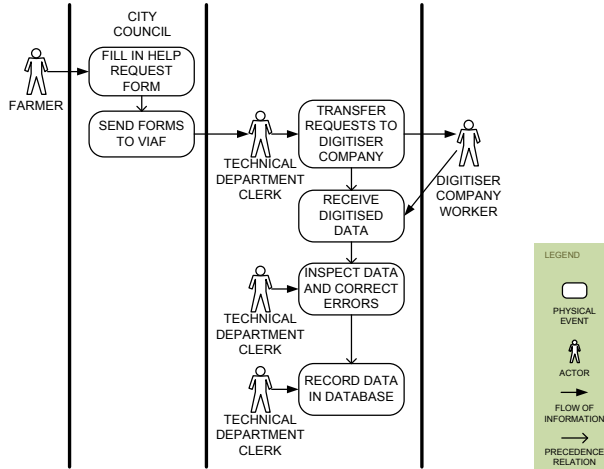 CITY
COUNCIL
FILL IN HELP
REQUEST
FORM
FARMER
SEND FORMS
TO VIAF
TECHNICAL
DEPARTMENT
CLERK
TRANSFER
REQUESTS TO
DIGITISER
COMPANY
DIGITISER
COMPANY
WORKER
RECEIVE
DIGITISED
DATA
INSPECT DATA
AND CORRECT
ERRORS
TECHNICAL
DEPARTMENT
CLERK
RECORD DATA
IN DATABASE
TECHNICAL
DEPARTMENT
CLERK
LEGEND
PHYSICAL
EVENT
ACTOR
FLOW OF
INFORMATION
PRECEDENCE
RELATION